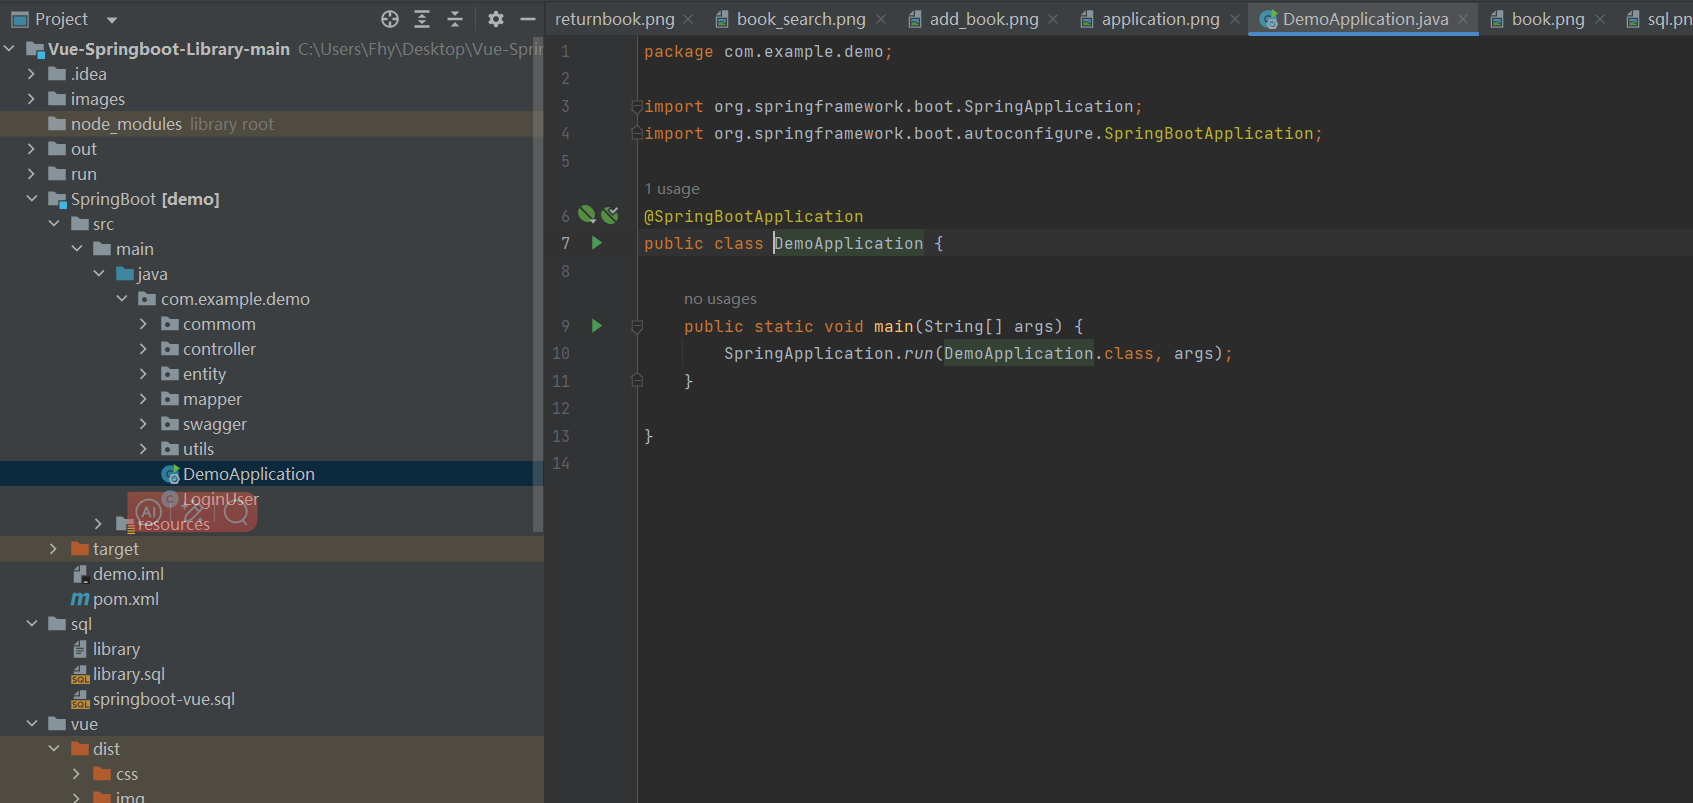 Project
Vue-Springboot-Library-main C:\Users\Fhy\Desktop\Vue-Sprin
.idea
images
node_modules library root
out
run
SpringBoot [demo]
src
main
java
com.example.demo
commom
controller
entity
mapper
swagger
utils
DemoApplication
LoginUser
AI
resources
target
demo.iml
pom.xml
sql
library
library.sql
springboot-vue.sql
vue
dist
css
img
returnbook.png book_search.png add_book.png application.png DemoApplication.java book.png sql.pn
1 package com.example.demo;
2
3 import org.springframework.boot.SpringApplication;
4 import org.springframework.boot.autoconfigure.SpringBootApplication;
5
1 usage
6 @SpringBootApplication
7 public class DemoApplication {
8
no usages
9 public static void main(String[] args) {
10 SpringApplication.run(DemoApplication.class, args);
11 }
12
13 }
14